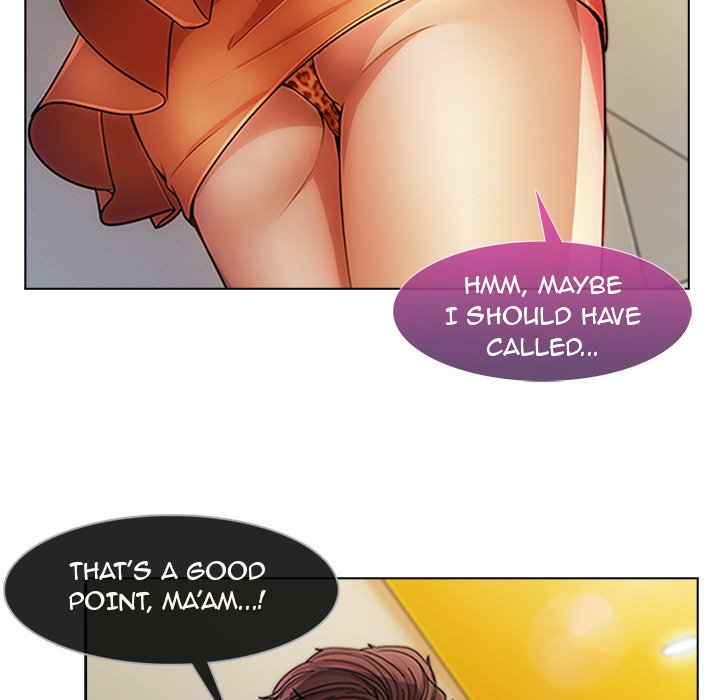 HMM, MAYBE
I SHOULD HAVE
CALLED...
THAT'S A GOOD
POINT, MA'AM...!